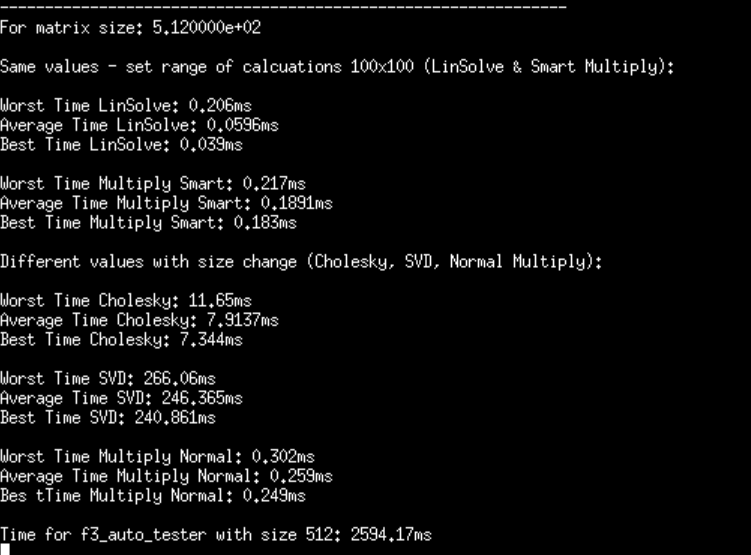 For matrix size: 5.120000e+02
Same values - set range of calcuations 100x100 (LinSolve & Smart Multiply):
Worst Time LinSolve: 0.206ms
Average Time LinSolve: 0.0596ms
Best Time LinSolve: 0.039ms
Worst Time Multiply Smart: 0.217ms
Average Time Multiply Smart: 0.1891ms
Best Time Multiply Smart: 0.183ms
Different values with size change (Cholesky, SVD, Normal Multiply):
Worst Time Cholesky: 11.65ms
Average Time Cholesky: 7.9137ms
Best Time Cholesky: 7.344ms
Worst Time SVD: 266.06ms
Average Time SVD: 246.365ms
Best Time SVD: 240.861ms
Worst Time Multiply Normal: 0.302ms
Average Time Multiply Normal: 0.259ms
Bes tTime Multiply Normal: 0.249ms
Time for f3_auto_tester with size 512: 2594.17ms